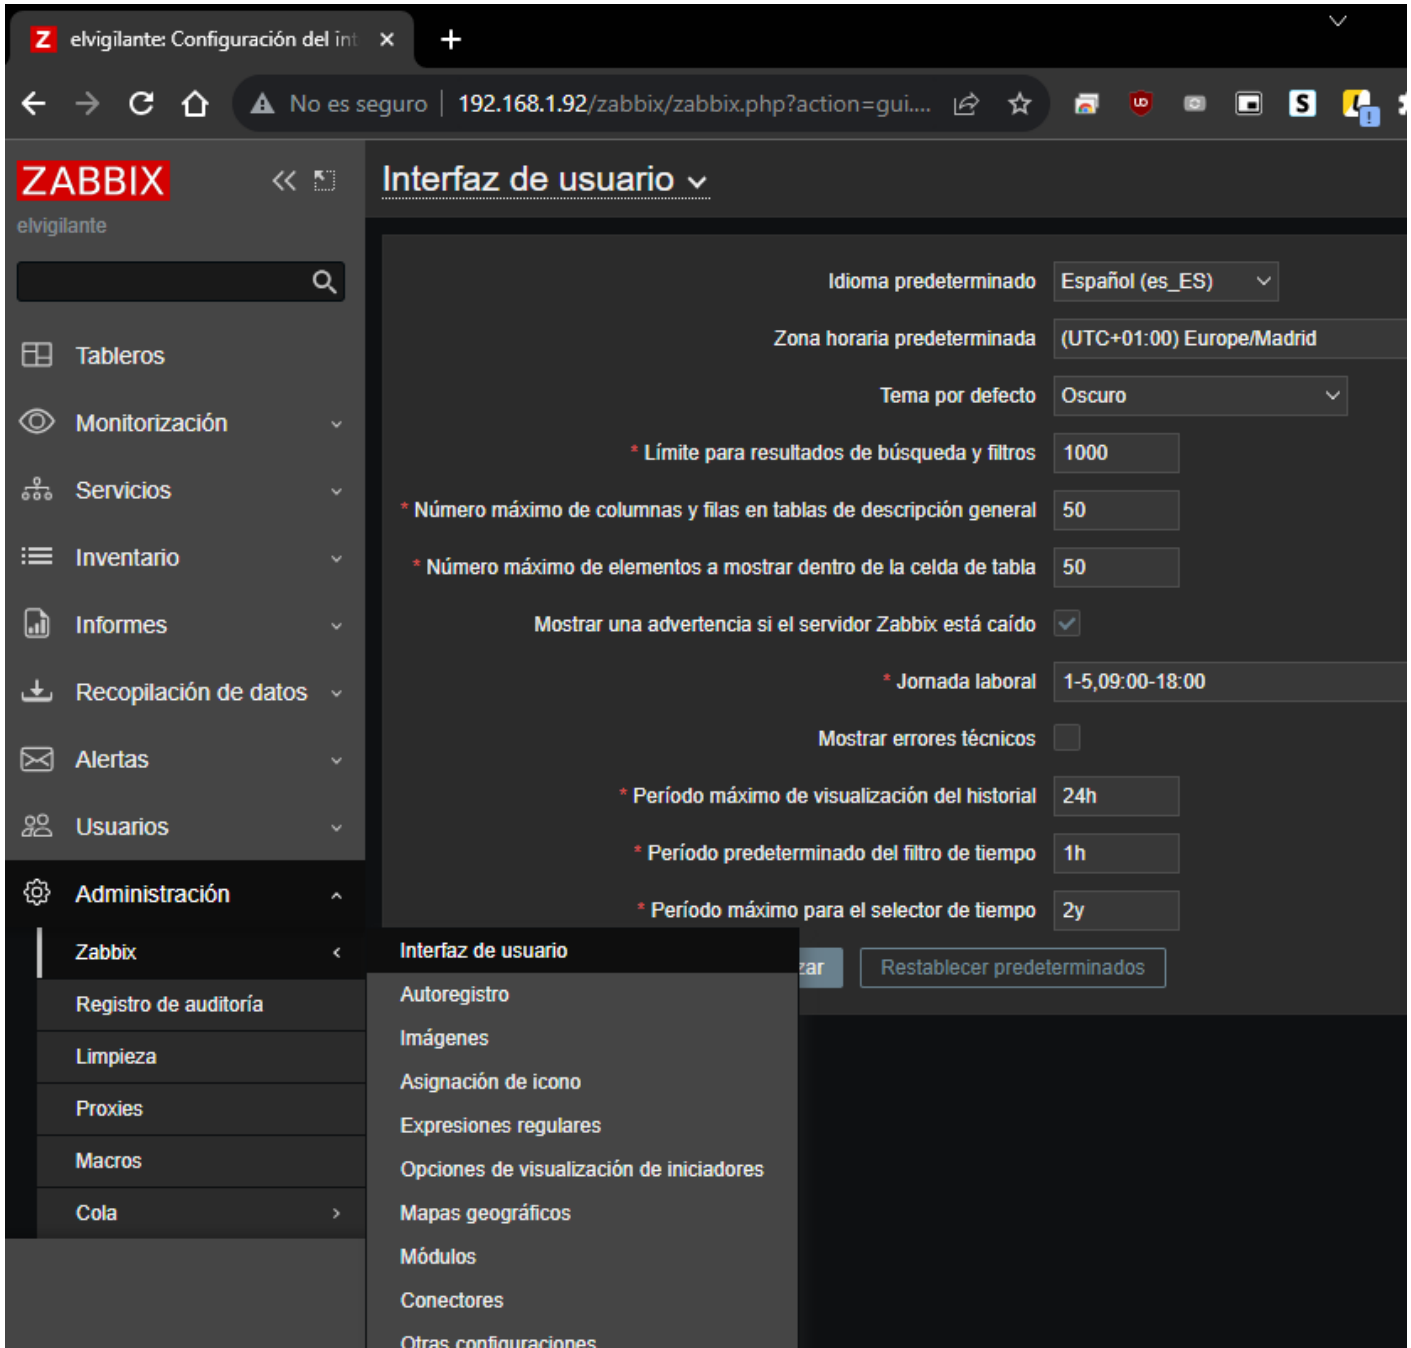 Z elvigilante: Configuración del int
No es seguro 192.168.1.92/zabbix/zabbix.php?action=gui....
ZABBIX
elvigilante
Tableros
Monitorización
Servicios
Inventario
Informes
Recopilación de datos
Alertas
Usuarios
Administración
Zabbix
Registro de auditoría
Limpieza
Proxies
Macros
Cola
Interfaz de usuario
Autoregistro
Imágenes
Asignación de icono
Expresiones regulares
Opciones de visualización de iniciadores
Mapas geográficos
Módulos
Conectores
Otras configuraciones
Interfaz de usuario
Idioma predeterminado Español (es_ES)
Zona horaria predeterminada (UTC+01:00) Europe/Madrid
Tema por defecto Oscuro
* Límite para resultados de búsqueda y filtros 1000
* Número máximo de columnas y filas en tablas de descripción general 50
* Número máximo de elementos a mostrar dentro de la celda de tabla 50
Mostrar una advertencia si el servidor Zabbix está caído
* Jornada laboral 1-5,09:00-18:00
Mostrar errores técnicos
* Período máximo de visualización del historial 24h
* Período predeterminado del filtro de tiempo 1h
* Período máximo para el selector de tiempo 2y
zar Restablecer predeterminados